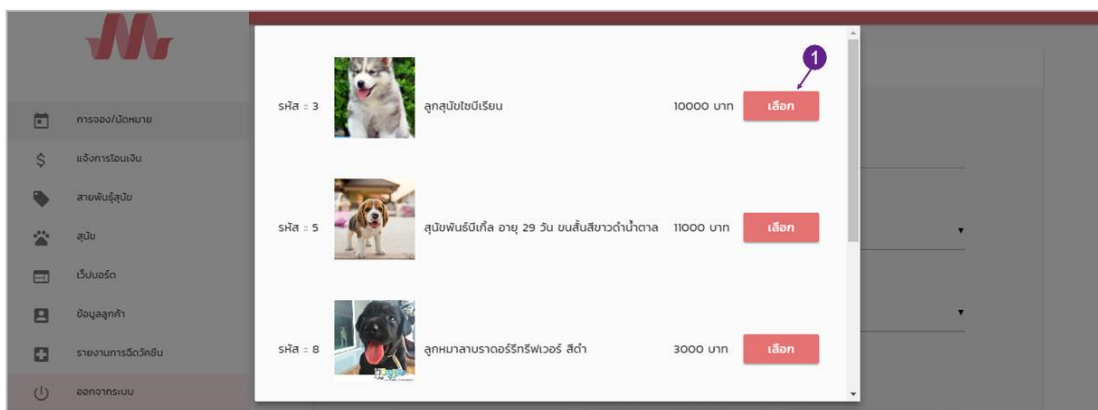 การจอง/นัดหมาย
แจ้งการโอนเงิน
สายพันธุ์สุนัข
สุนัข
เว็บบอร์ด
ข้อมูลลูกค้า
รายงานการฉีดวัคซีน
ออกจากระบบ
1
รหัส :: 3 ลูกสุนัขไซบีเรียน 10000 บาท เลือก
รหัส :: 5 สุนัขพันธ์บีเกิ้ล อายุ 29 วัน ขนสั้นสีขาวดำน้ำตาล 11000 บาท เลือก
รหัส :: 8 ลูกหมาลาบราดอร์รีทรีฟเวอร์ สีดำ 3000 บาท เลือก